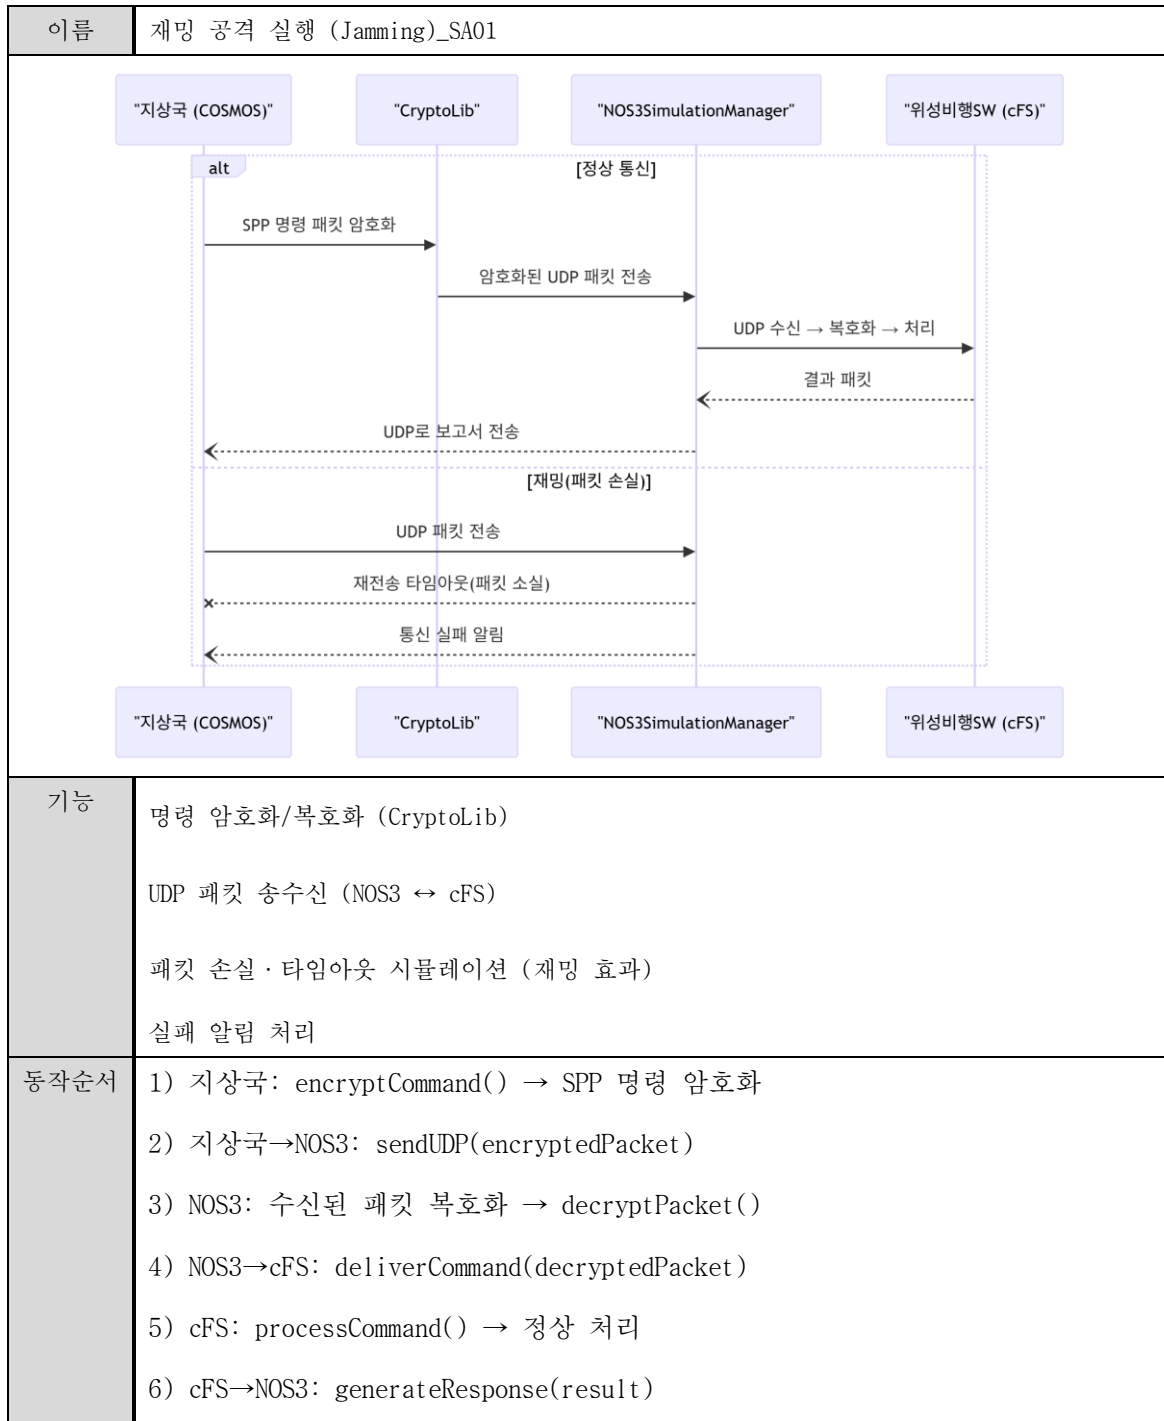 이름
재밍 공격 실행 (Jamming)_SA01
"지상국 (COSMOS)"
"CryptoLib"
"NOS3SimulationManager"
"위성비행SW (cFS)"
alt
[정상 통신]
SPP 명령 패킷 암호화
암호화된 UDP 패킷 전송
UDP 수신 → 복호화 → 처리
결과 패킷
UDP로 보고서 전송
[재밍(패킷 손실)]
UDP 패킷 전송
재전송 타임아웃(패킷 소실)
통신 실패 알림
"지상국 (COSMOS)"
"CryptoLib"
"NOS3SimulationManager"
"위성비행SW (cFS)"
기능
명령 암호화/복호화 (CryptoLib)
UDP 패킷 송수신 (NOS3 ↔ cFS)
패킷 손실·타임아웃 시뮬레이션 (재밍 효과)
실패 알림 처리
동작순서
1) 지상국: encryptCommand() → SPP 명령 암호화
2) 지상국→NOS3: sendUDP(encryptedPacket)
3) NOS3: 수신된 패킷 복호화 → decryptPacket()
4) NOS3→cFS: deliverCommand(decryptedPacket)
5) cFS: processCommand() → 정상 처리
6) cFS→NOS3: generateResponse(result)